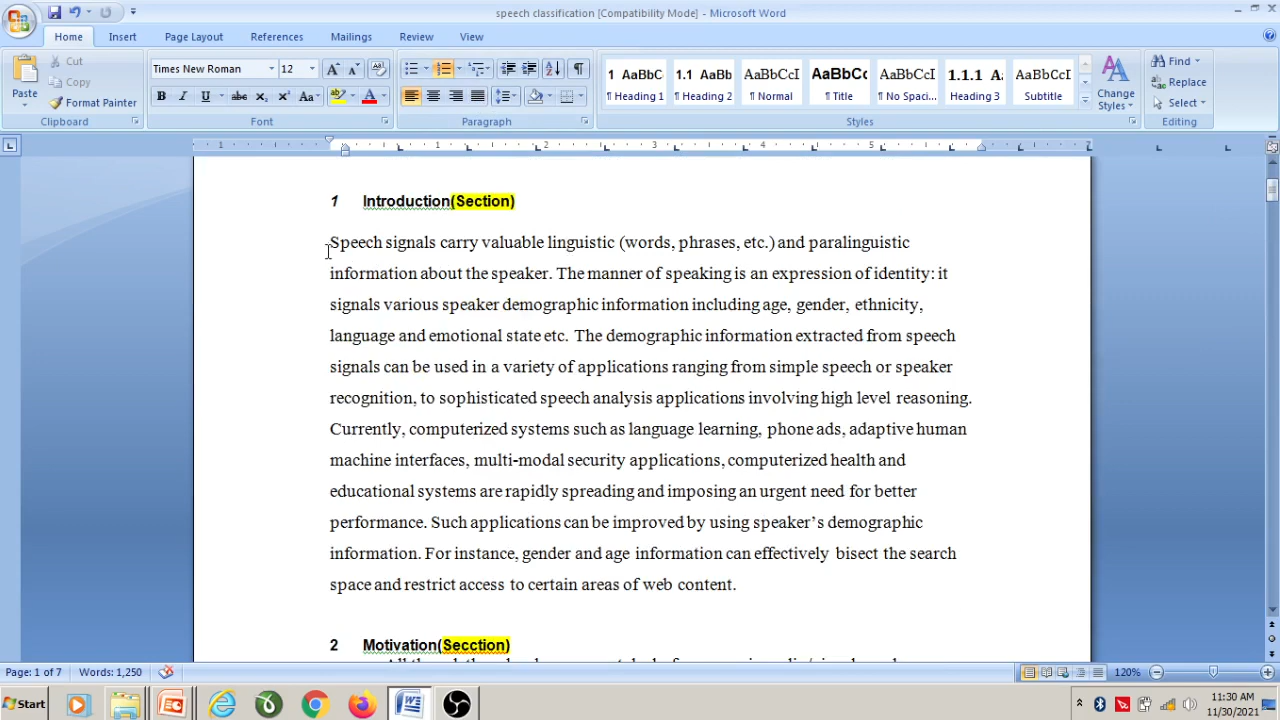 speech classification [Compatibility Mode] - Microsoft Word
Home Insert Page Layout References Mailings Review View
Paste Cut Copy Format Painter
Times New Roman 12
B I U abc x₂ x² Aa A
1 AaBbC 1.1 AaBb AaBbCcI AaBbCc AaBbCcI 1.1.1 A: AaBbCcI
¶ Heading 1 ¶ Heading 2 ¶ Normal ¶ Title ¶ No Spaci... ¶ Heading 3 Subtitle
Change Styles
Find
Replace
Select
Clipboard Font Paragraph Styles Editing
1 1 2 3 4 5 7
1 Introduction(Section)
Speech signals carry valuable linguistic (words, phrases, etc.) and paralinguistic
information about the speaker. The manner of speaking is an expression of identity: it
signals various speaker demographic information including age, gender, ethnicity,
language and emotional state etc. The demographic information extracted from speech
signals can be used in a variety of applications ranging from simple speech or speaker
recognition, to sophisticated speech analysis applications involving high level reasoning.
Currently, computerized systems such as language learning, phone ads, adaptive human
machine interfaces, multi-modal security applications, computerized health and
educational systems are rapidly spreading and imposing an urgent need for better
performance. Such applications can be improved by using speaker’s demographic
information. For instance, gender and age information can effectively bisect the search
space and restrict access to certain areas of web content.
2 Motivation(Secction)
Page: 1 of 7 Words: 1,250 120%
Start 11:30 AM
11/30/2021